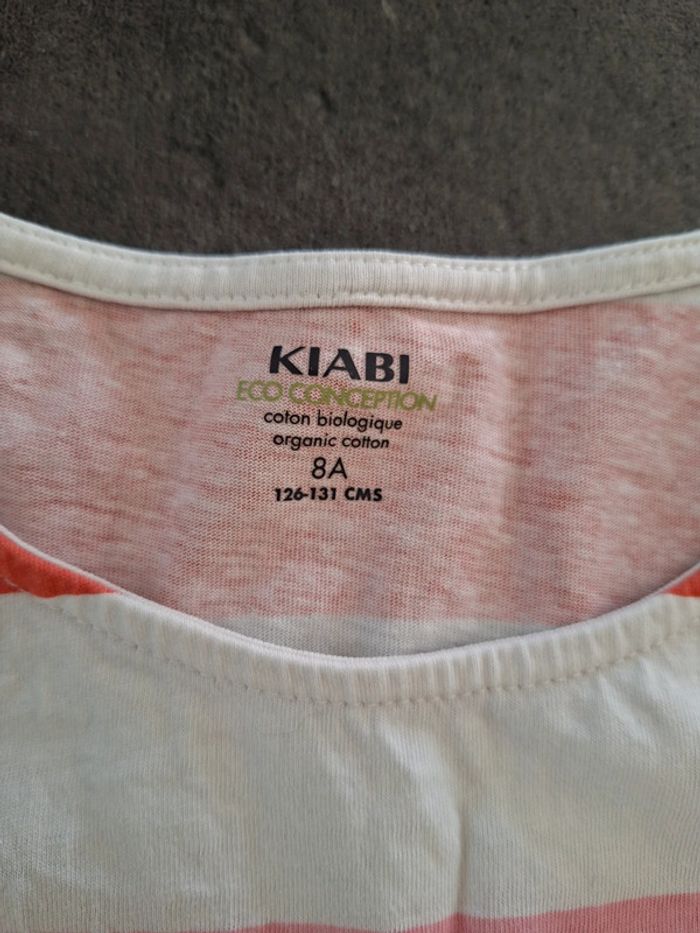 KIABI
ECO CONCEPTION
coton biologique
organic cotton
8A
126-131 CMS